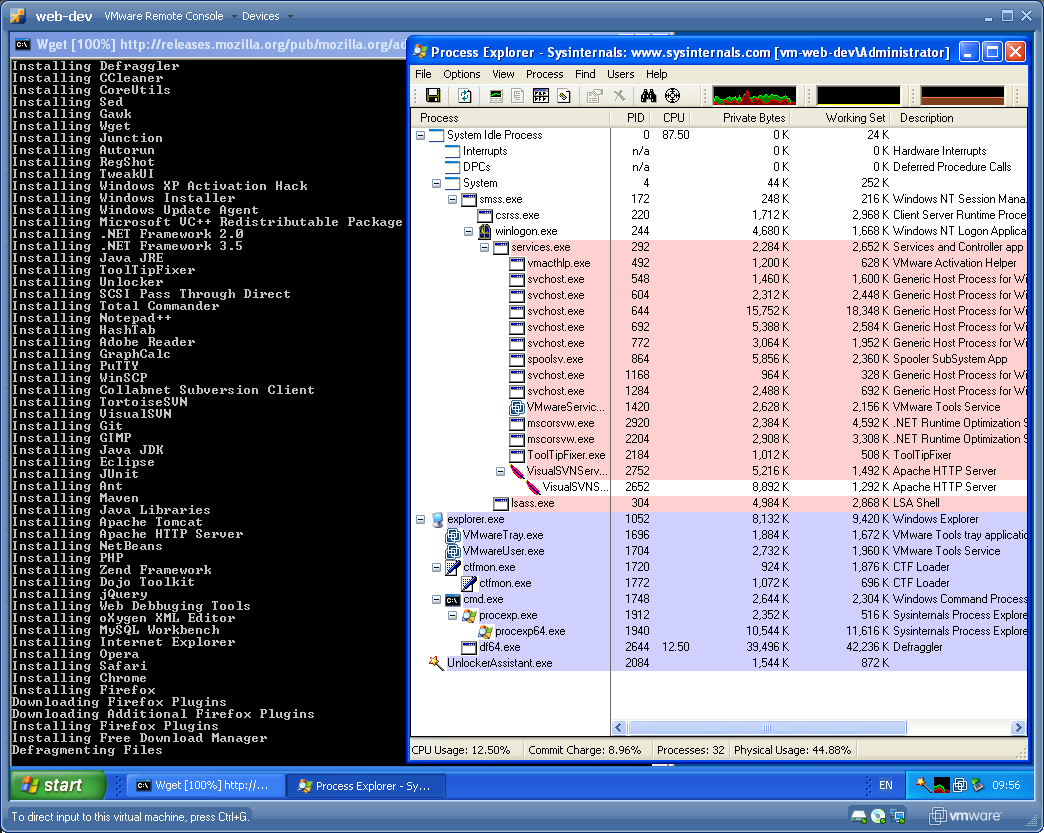 web-dev VMware Remote Console Devices
Wget [100%] http://releases.mozilla.org/pub/mozilla.org/ad
Installing Defraggler
Installing CCleaner
Installing CoreUtils
Installing Sed
Installing Gawk
Installing Wget
Installing Junction
Installing Autorun
Installing RegShot
Installing TweakUI
Installing Windows XP Activation Hack
Installing Windows Installer
Installing Windows Update Agent
Installing Microsoft VC++ Redistributable Package
Installing .NET Framework 2.0
Installing .NET Framework 3.5
Installing Java JRE
Installing ToolTipFixer
Installing Unlocker
Installing SCSI Pass Through Direct
Installing Total Commander
Installing Notepad++
Installing HashTab
Installing Adobe Reader
Installing GraphCalc
Installing PuTTY
Installing WinSCP
Installing Collabnet Subversion Client
Installing TortoiseSVN
Installing VisualSVN
Installing Git
Installing GIMP
Installing Java JDK
Installing Eclipse
Installing JUnit
Installing Ant
Installing Maven
Installing Java Libraries
Installing Apache Tomcat
Installing Apache HTTP Server
Installing NetBeans
Installing PHP
Installing Zend Framework
Installing Dojo Toolkit
Installing jQuery
Installing Web Debbuging Tools
Installing oXygen XML Editor
Installing MySQL Workbench
Installing Internet Explorer
Installing Opera
Installing Safari
Installing Chrome
Installing Firefox
Downloading Firefox Plugins
Downloading Additional Firefox Plugins
Installing Firefox Plugins
Installing Free Download Manager
Defragmenting Files
Process Explorer - Sysinternals: www.sysinternals.com [vm-web-dev\Administrator]
File Options View Process Find Users Help
Process PID CPU Private Bytes Working Set Description
System Idle Process 0 87.50 0 K 24 K
Interrupts n/a 0 K 0 K Hardware Interrupts
DPCs n/a 0 K 0 K Deferred Procedure Calls
System 4 44 K 252 K
smss.exe 172 248 K 216 K Windows NT Session Mana.
csrss.exe 220 1,712 K 2,968 K Client Server Runtime Proce
winlogon.exe 244 4,680 K 1,668 K Windows NT Logon Applica
services.exe 292 2,284 K 2,652 K Services and Controller app
vmacthlp.exe 492 1,200 K 628 K VMware Activation Helper
svchost.exe 548 1,460 K 1,600 K Generic Host Process for Wi
svchost.exe 604 2,312 K 2,448 K Generic Host Process for Wi
svchost.exe 644 15,752 K 18,348 K Generic Host Process for Wi
svchost.exe 692 5,388 K 2,584 K Generic Host Process for Wi
svchost.exe 772 3,064 K 1,952 K Generic Host Process for Wi
spoolsv.exe 864 5,856 K 2,360 K Spooler SubSystem App
svchost.exe 1168 964 K 328 K Generic Host Process for Wi
svchost.exe 1284 2,488 K 692 K Generic Host Process for Wi
VMwareServic... 1420 2,628 K 2,156 K VMware Tools Service
mscorsvw.exe 2920 2,384 K 4,592 K .NET Runtime Optimization S
mscorsvw.exe 2204 2,908 K 3,308 K .NET Runtime Optimization S
ToolTipFixer.exe 2184 1,012 K 508 K ToolTipFixer
VisualSVNServ... 2752 5,216 K 1,492 K Apache HTTP Server
VisualSVNS... 2652 8,892 K 1,292 K Apache HTTP Server
lsass.exe 304 4,984 K 2,868 K LSA Shell
explorer.exe 1052 8,132 K 9,420 K Windows Explorer
VMwareTray.exe 1696 1,884 K 1,672 K VMware Tools tray applicatio
VMwareUser.exe 1704 2,732 K 1,960 K VMware Tools Service
ctfmon.exe 1720 924 K 1,876 K CTF Loader
ctfmon.exe 1772 1,072 K 696 K CTF Loader
cmd.exe 1748 2,644 K 2,304 K Windows Command Process
procexp.exe 1912 2,352 K 516 K Sysinternals Process Explore
procexp64.exe 1940 10,544 K 11,616 K Sysinternals Process Explore
df64.exe 2644 12.50 39,496 K 42,236 K Defraggler
UnlockerAssistant.exe 2084 1,544 K 872 K
CPU Usage: 12.50% Commit Charge: 8.96% Processes: 32 Physical Usage: 44.88%
start Wget [100%] http://... Process Explorer - Sy... EN 09:56
To direct input to this virtual machine, press Ctrl+G. vmware